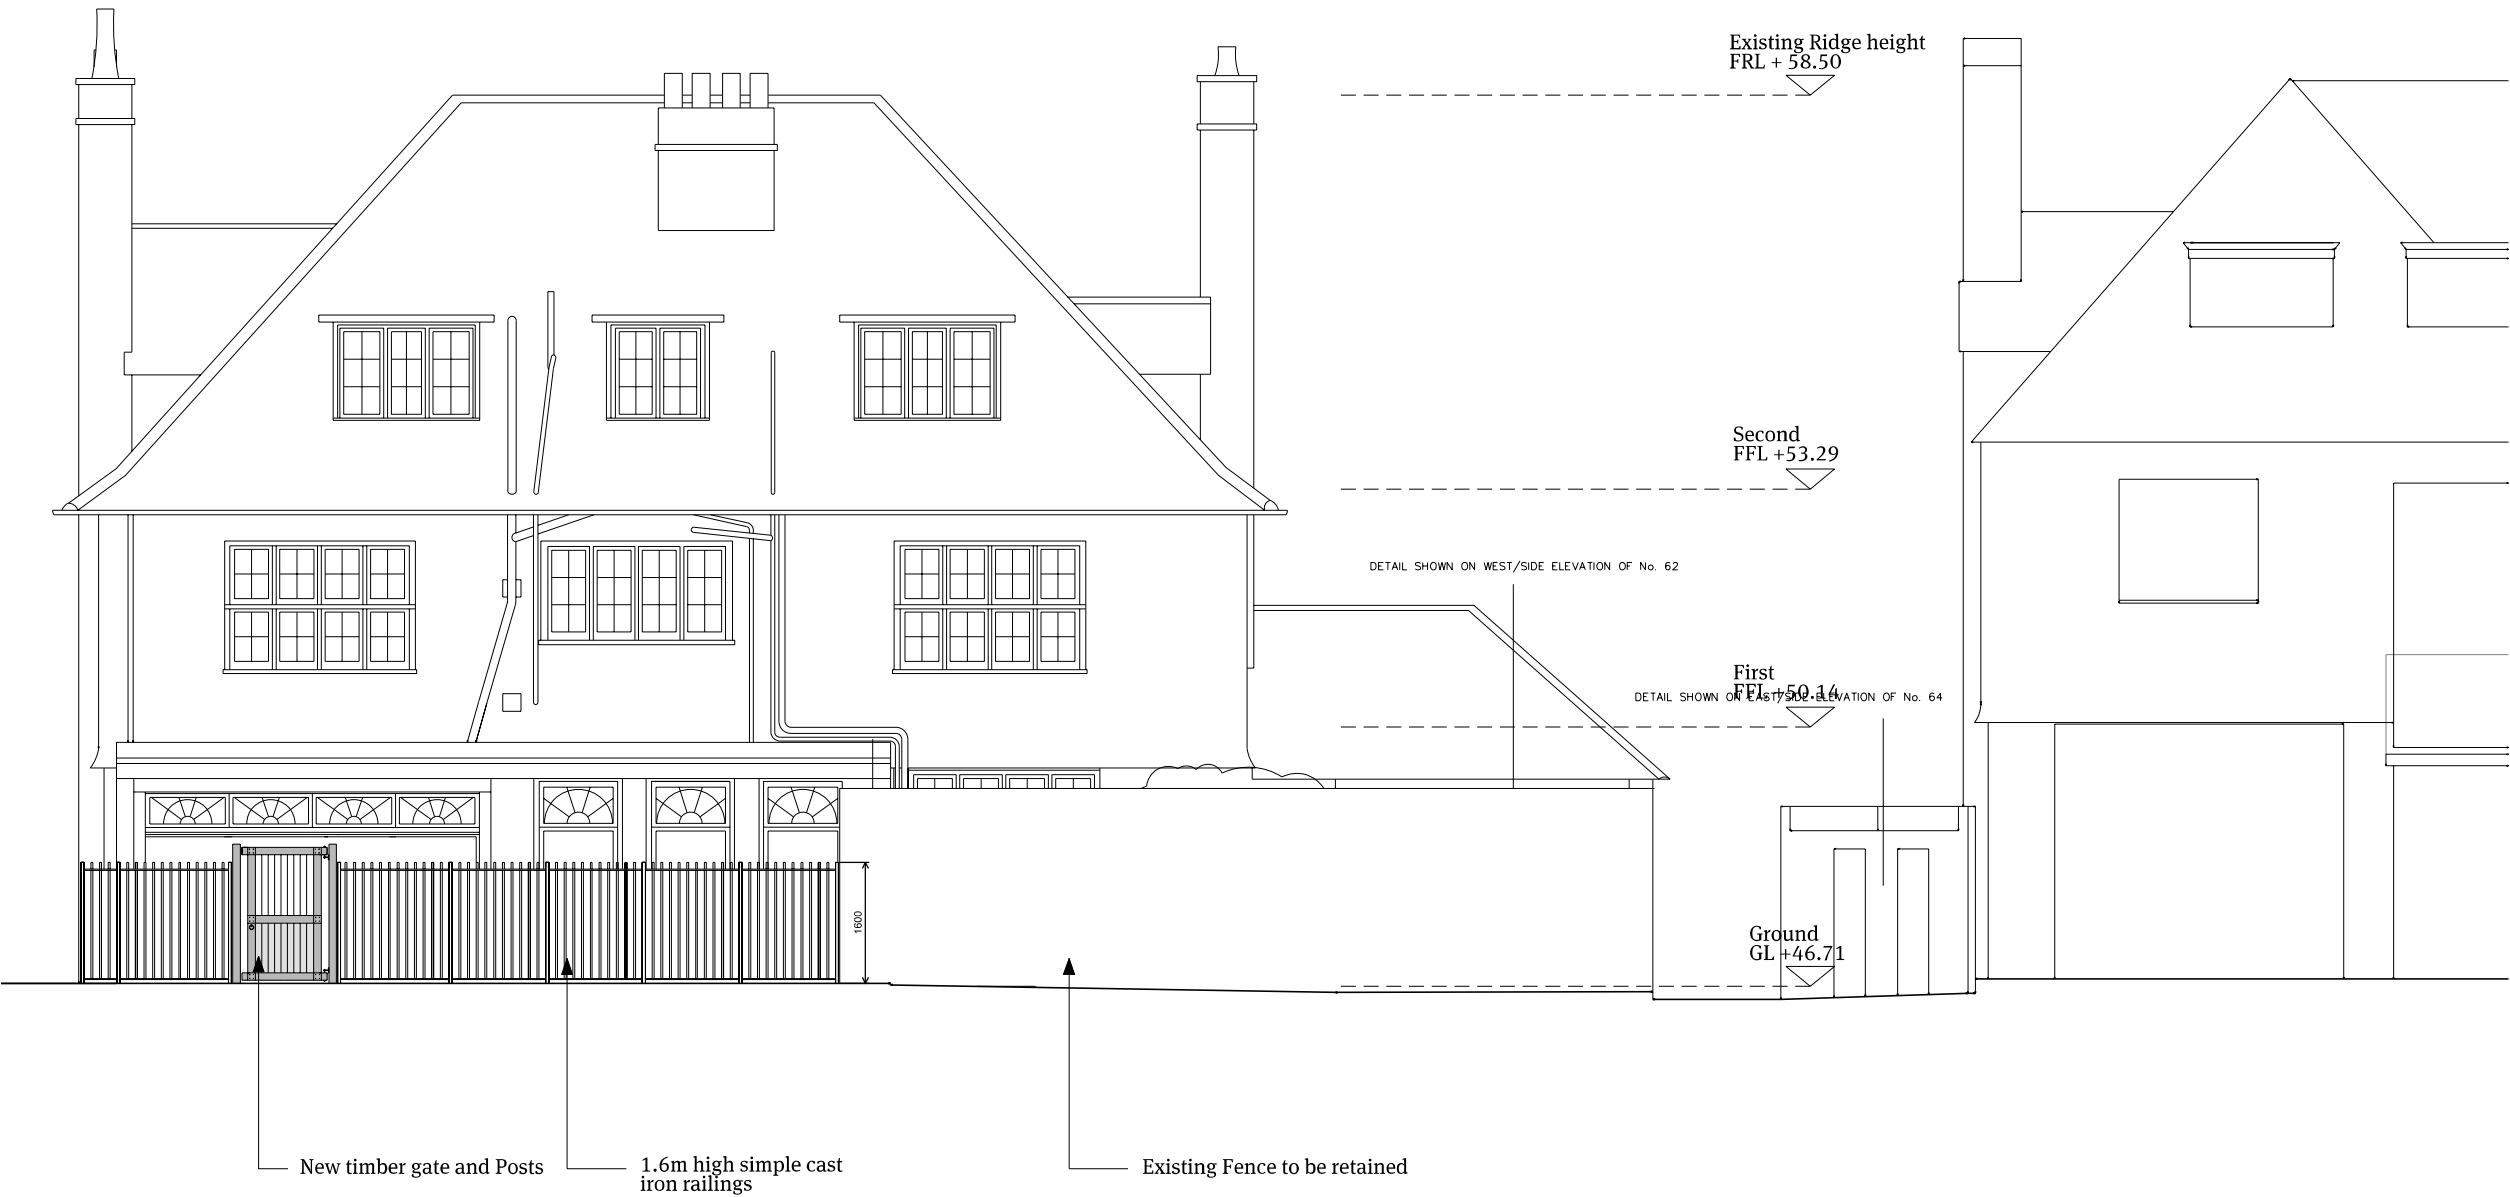 Existing Ridge height
FRL + 58.50
Second
FFL +53.29
DETAIL SHOWN ON WEST/SIDE ELEVATION OF No. 62
First
FFL +50.14
DETAIL SHOWN ON EAST/SIDE ELEVATION OF No. 64
1600
Ground
GL +46.71
New timber gate and Posts
1.6m high simple cast
iron railings
Existing Fence to be retained